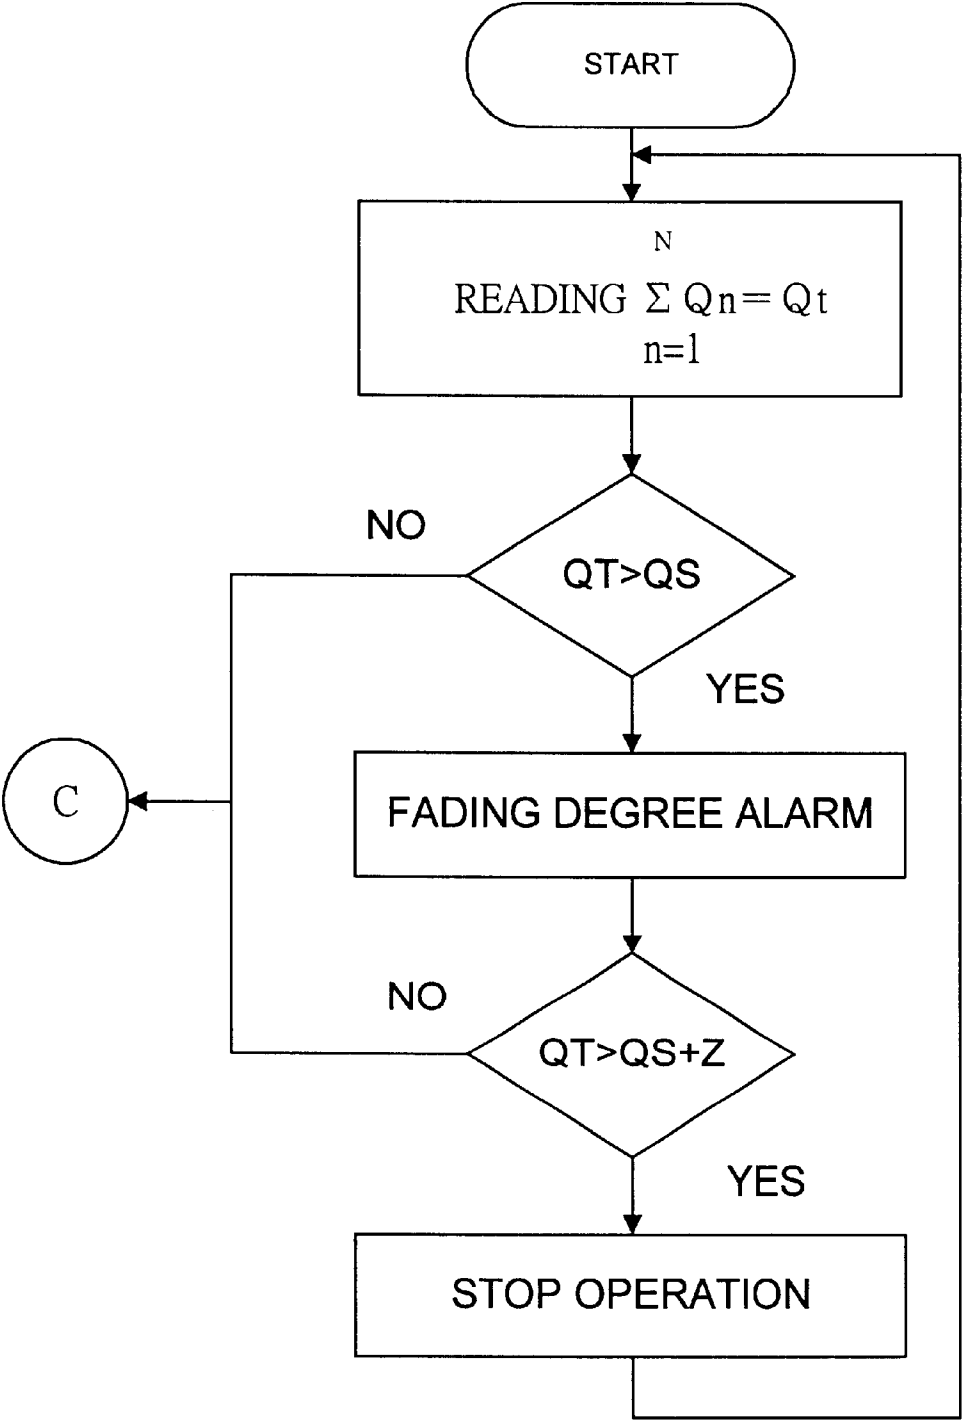 START
N
READING Σ Qn=Qt
n=1
NO
QT>QS
YES
C
FADING DEGREE ALARM
NO
QT>QS+Z
YES
STOP OPERATION